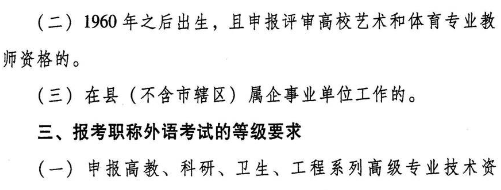 （二）1960 年之后出生，且申报评审高校艺术和体育专业教
师资格的。
（三）在县（不含市辖区）属企事业单位工作的。
三、报考职称外语考试的等级要求
（一）申报高教、科研、卫生、工程系列高级专业技术资